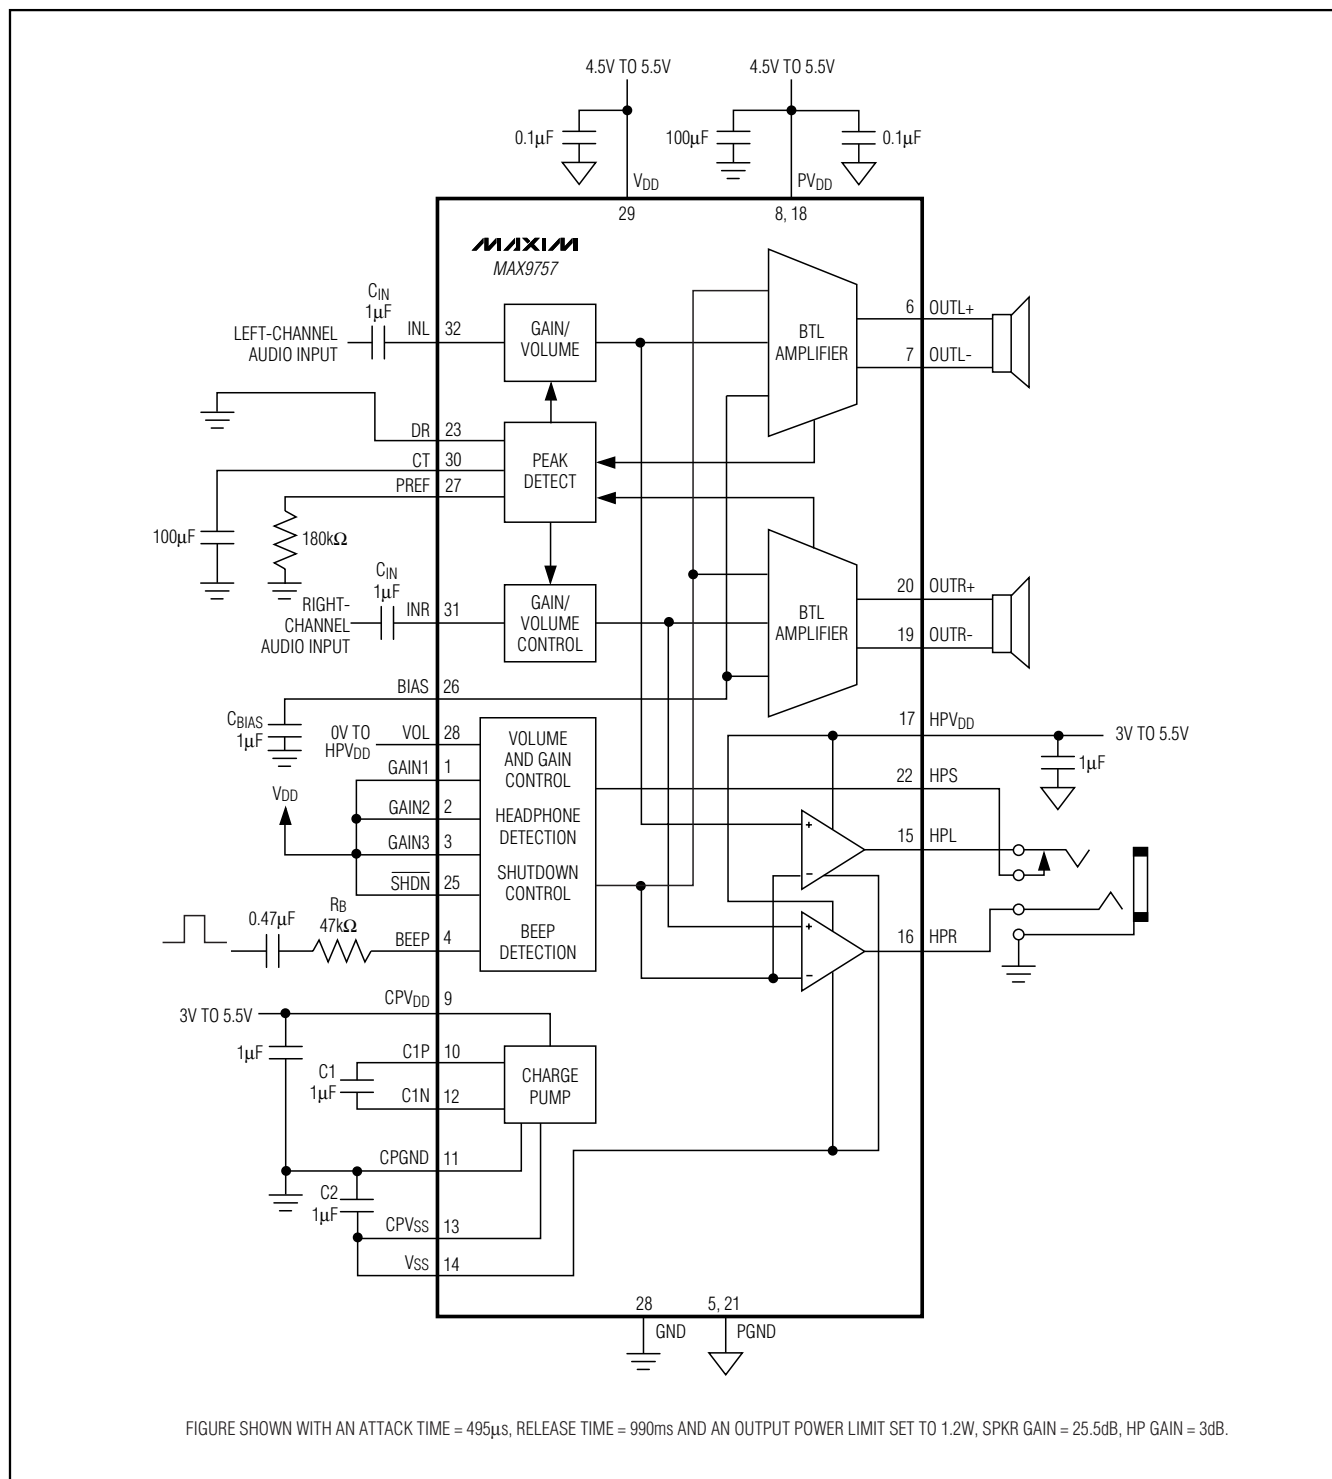 4.5V TO 5.5V
4.5V TO 5.5V
0.1µF
100µF
0.1µF
VDD
PVDD
29
8, 18
MAXIM
MAX9757
CIN
1µF
LEFT-CHANNEL
AUDIO INPUT
INL
32
GAIN/
VOLUME
BTL
AMPLIFIER
6
OUTL+
7
OUTL-
DR
23
CT
30
PREF
27
PEAK
DETECT
100µF
180kΩ
CIN
1µF
RIGHT-
CHANNEL
AUDIO INPUT
INR
31
GAIN/
VOLUME
CONTROL
BTL
AMPLIFIER
20
OUTR+
19
OUTR-
BIAS
26
CBIAS
1µF
0V TO
HPVDD
VOL
28
GAIN1
1
VDD
GAIN2
2
GAIN3
3
SHDN
25
VOLUME
AND GAIN
CONTROL
HEADPHONE
DETECTION
SHUTDOWN
CONTROL
BEEP
DETECTION
17
HPVDD
3V TO 5.5V
1µF
22
HPS
+
−
15
HPL
+
−
16
HPR
0.47µF
RB
47kΩ
BEEP
4
CPVDD
9
3V TO 5.5V
1µF
C1P
10
C1
1µF
C1N
12
CHARGE
PUMP
CPGND
11
C2
1µF
CPVSS
13
VSS
14
28
GND
5, 21
PGND
FIGURE SHOWN WITH AN ATTACK TIME = 495µs, RELEASE TIME = 990ms AND AN OUTPUT POWER LIMIT SET TO 1.2W, SPKR GAIN = 25.5dB, HP GAIN = 3dB.